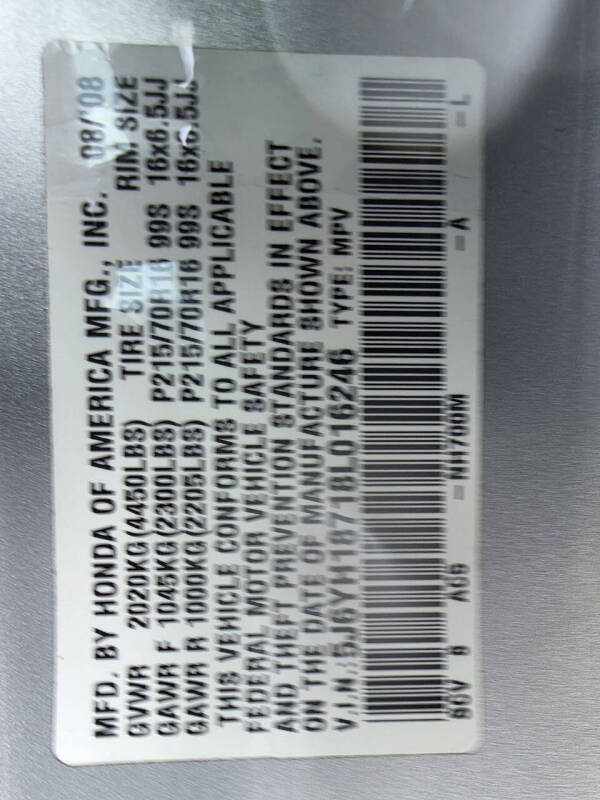 MFD. BY HONDA OF AMERICA MFG., INC. 08/08
GVWR 2020KG(4450LBS) TIRE SIZE RIM SIZE
GAWR F 1045KG(2300LBS) P215/70R16 99S 16x6.5JJ
GAWR R 1000KG(2205LBS) P215/70R16 99S 16x6.5JJ
THIS VEHICLE CONFORMS TO ALL APPLICABLE
FEDERAL MOTOR VEHICLE SAFETY
AND THEFT PREVENTION STANDARDS IN EFFECT
ON THE DATE OF MANUFACTURE SHOWN ABOVE.
V.I.N.: 5J6YH18718L016246 TYPE: MPV
A L